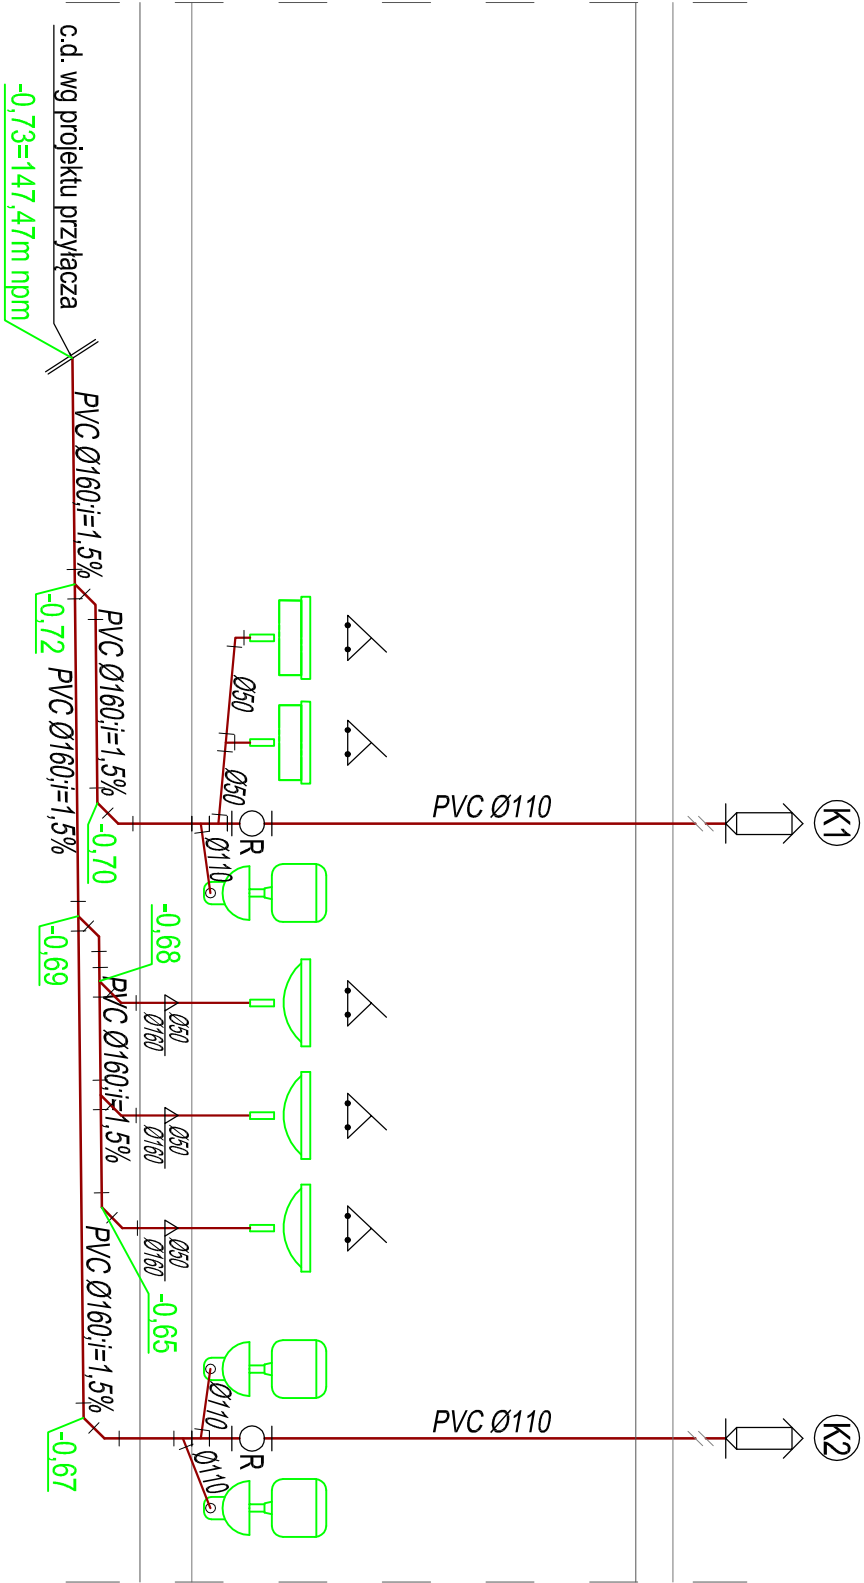 K1
K2
PVC Ø110
PVC Ø110
R
R
Ø50
Ø50
Ø110
Ø110
Ø110
Ø50
Ø160
Ø50
Ø160
Ø50
Ø160
-0,68
-0,65
PVC Ø160;i=1,5%
PVC Ø160;i=1,5%
PVC Ø160;i=1,5%
PVC Ø160;i=1,5%
PVC Ø160;i=1,5%
-0,70
-0,72
-0,69
-0,67
c.d. wg projektu przyłącza
-0,73=147,47m npm